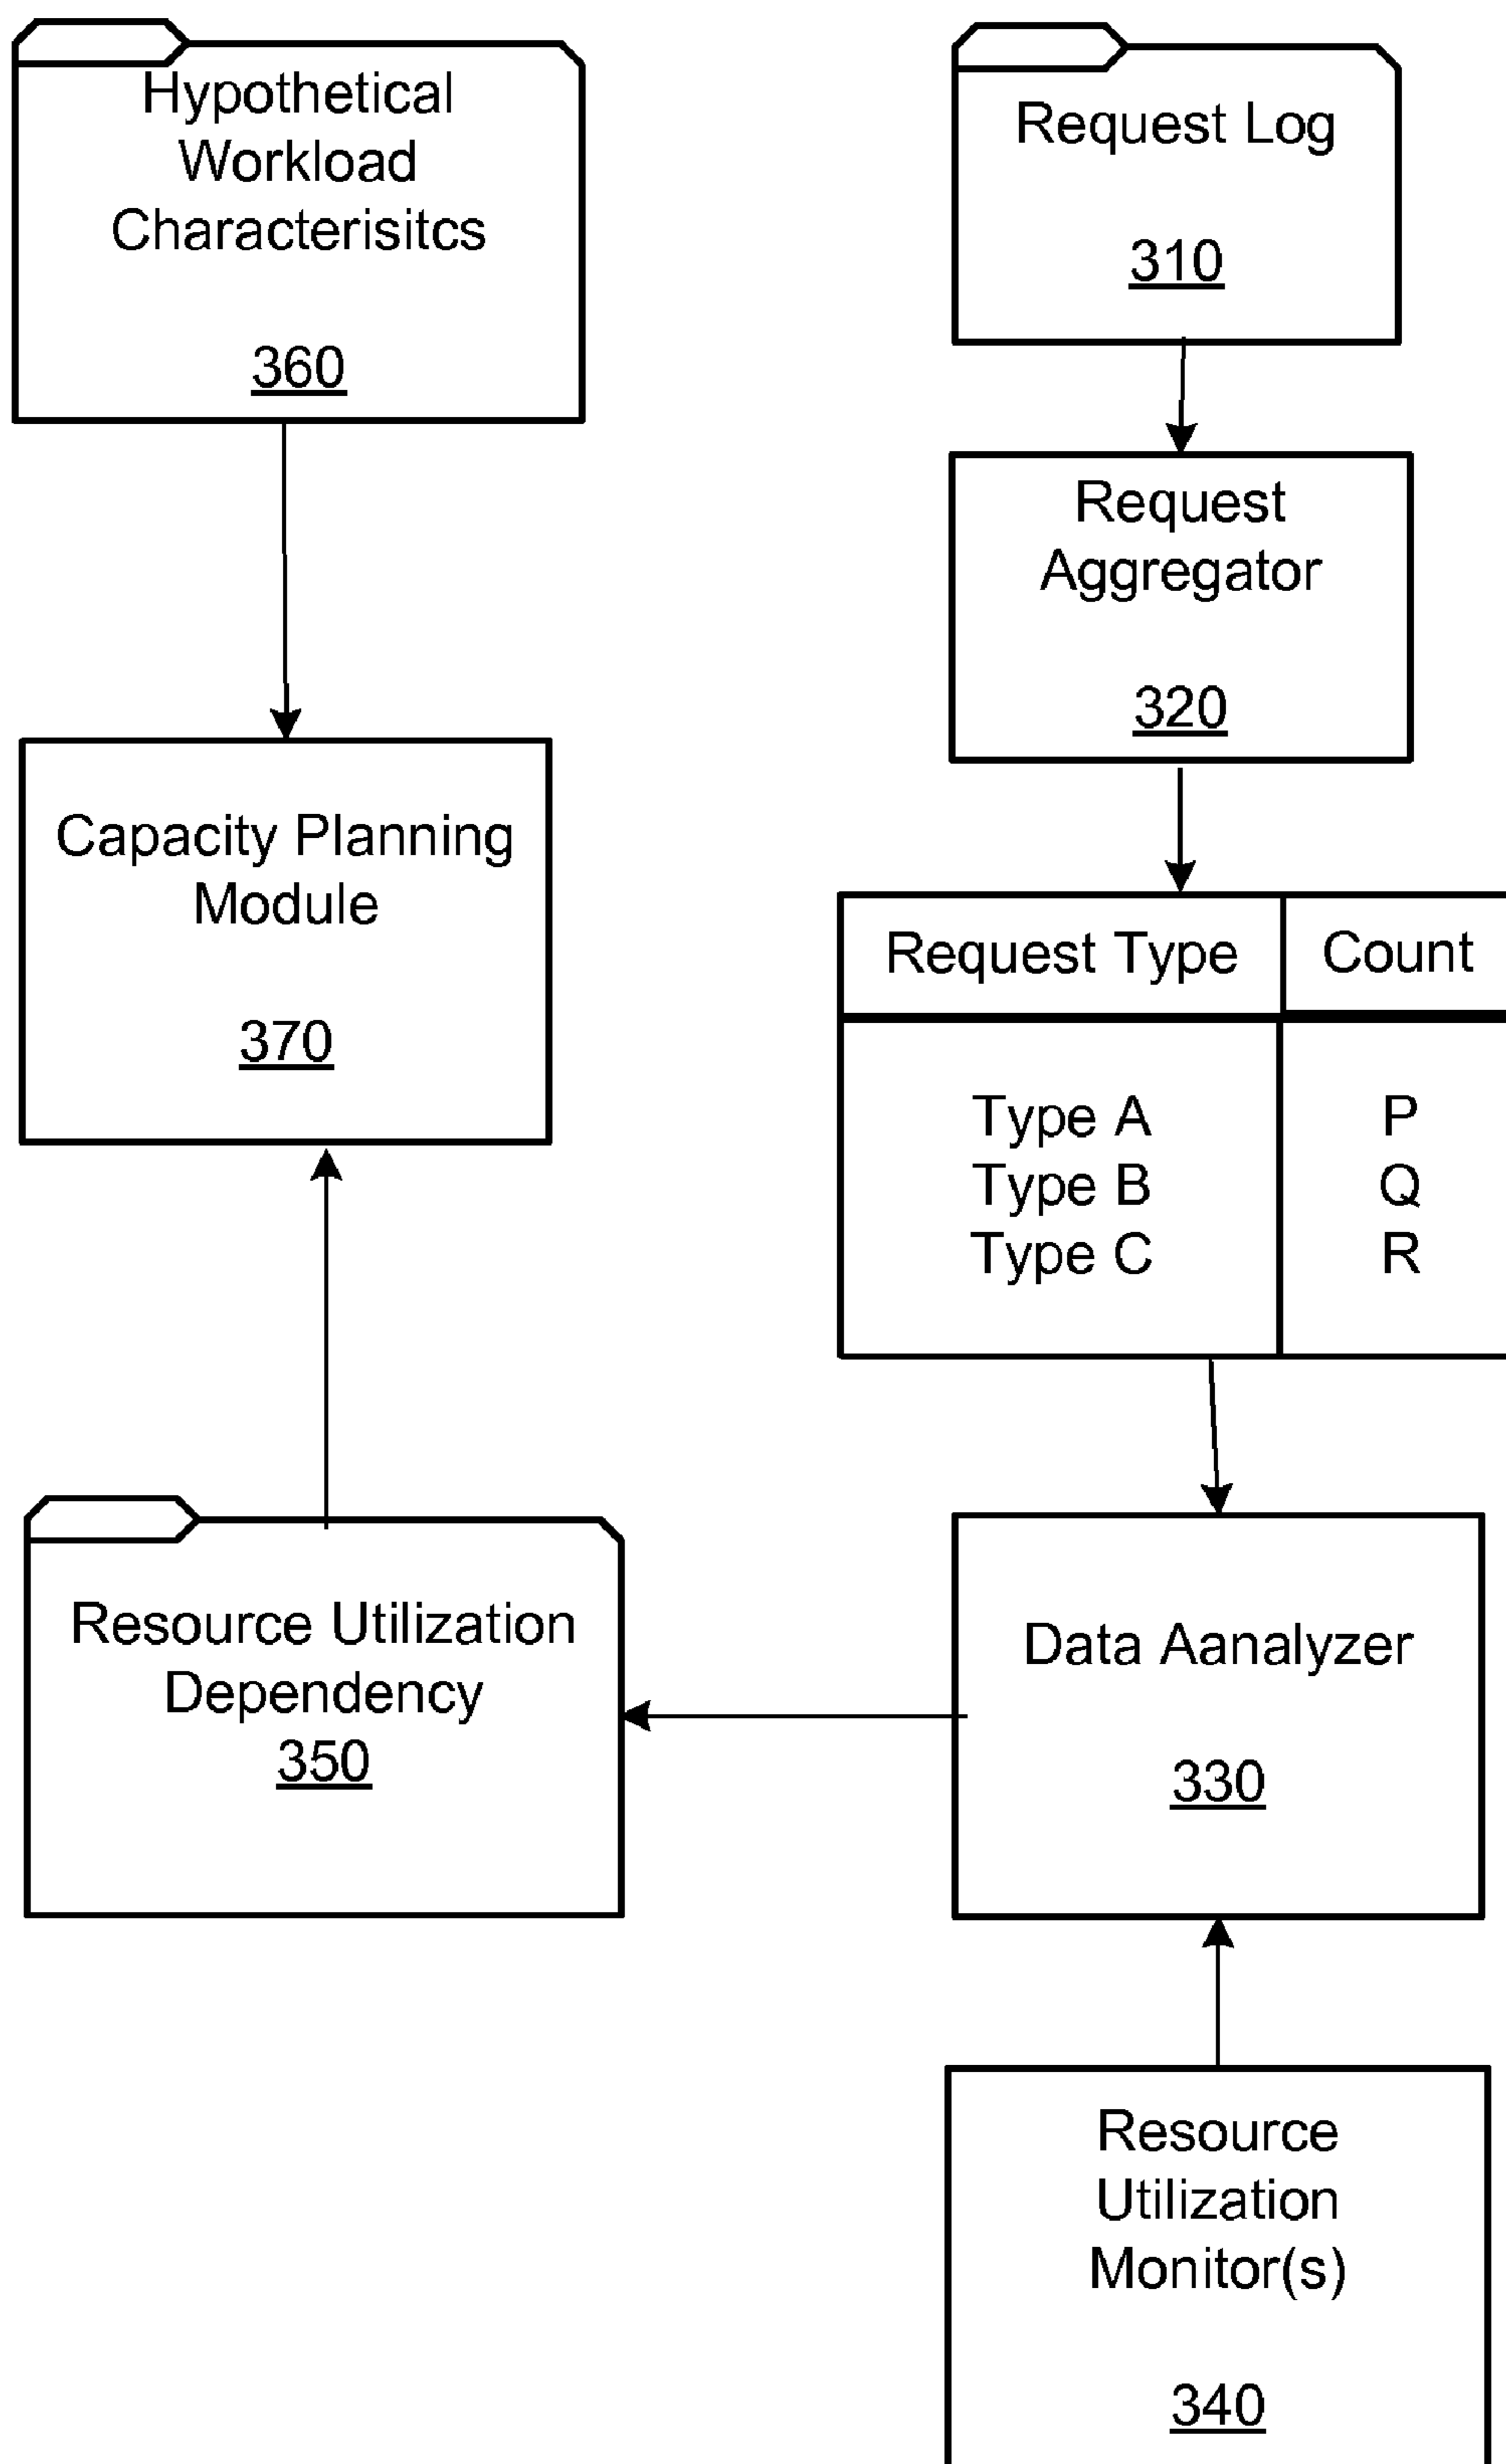 Hypothetical
Workload
Characterisitcs
360
Request Log
310
Request
Aggregator
320
Capacity Planning
Module
370
Request Type Count
Type A P
Type B Q
Type C R
Resource Utilization
Dependency
350
Data Aanalyzer
330
Resource
Utilization
Monitor(s)
340